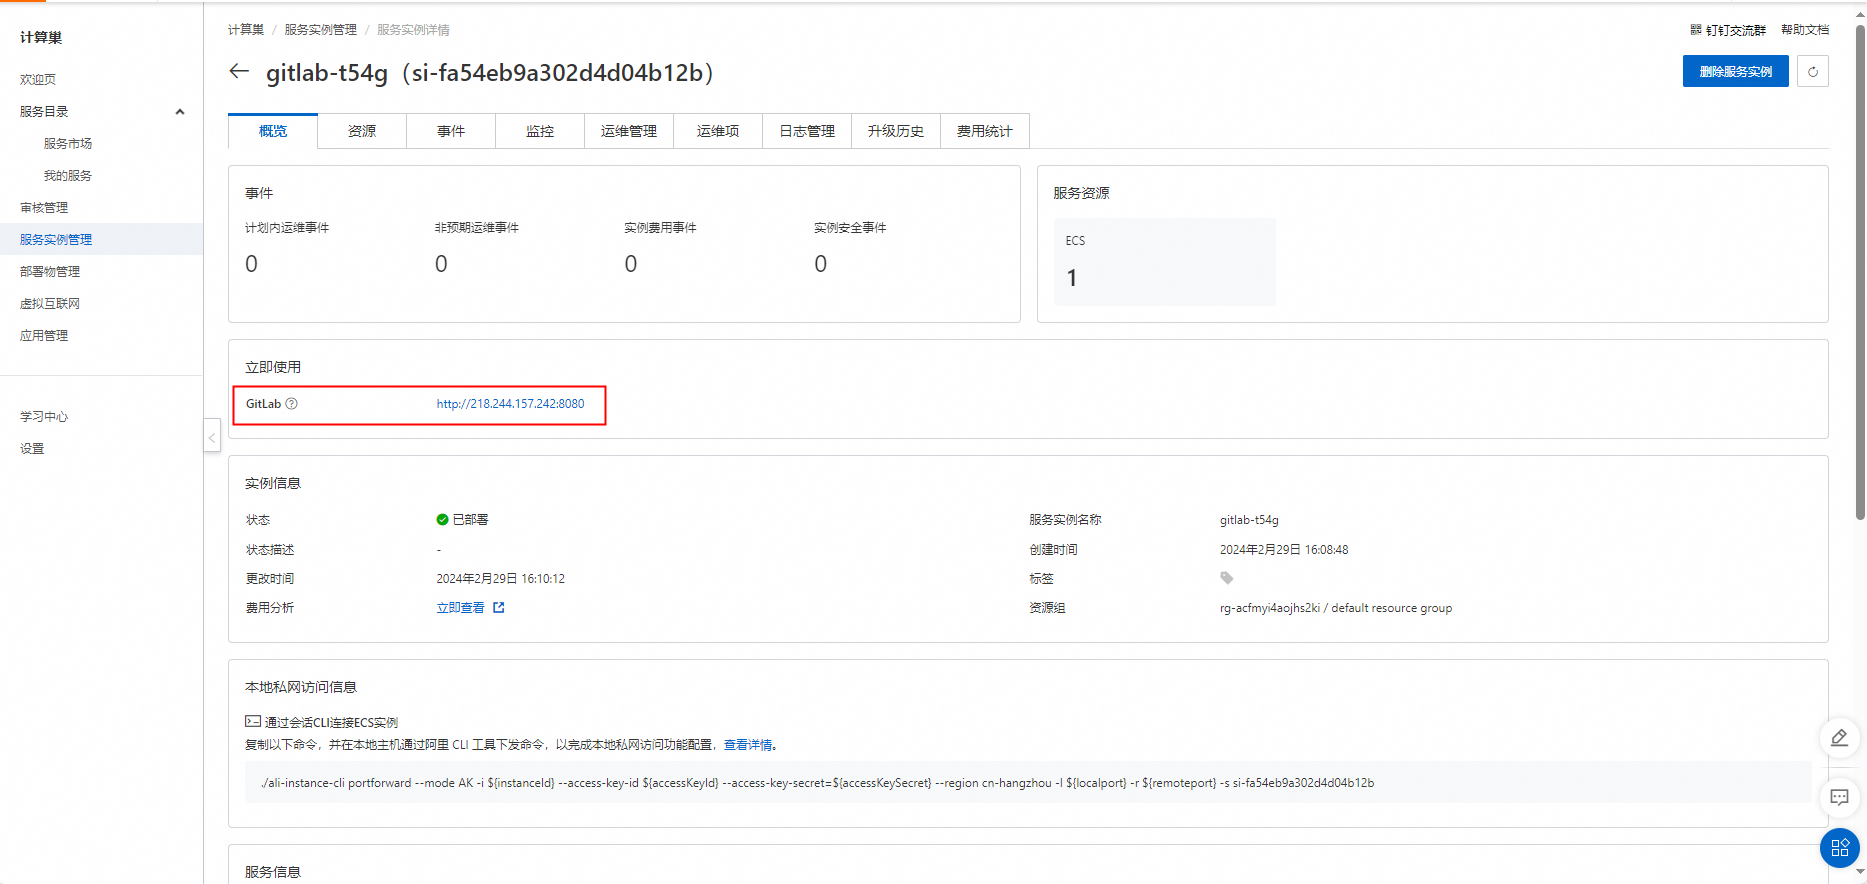 计算巢
欢迎页
服务目录
服务市场
我的服务
审核管理
服务实例管理
部署物管理
虚拟互联网
应用管理
学习中心
设置
计算巢 / 服务实例管理 / 服务实例详情
钉钉交流群 帮助文档
gitlab-t54g（si-fa54eb9a302d4d04b12b）
删除服务实例
概览 资源 事件 监控 运维管理 运维项 日志管理 升级历史 费用统计
事件
计划内运维事件 非预期运维事件 实例费用事件 实例安全事件
0 0 0 0
服务资源
ECS
1
立即使用
GitLab http://218.244.157.242:8080
实例信息
状态 已部署 服务实例名称 gitlab-t54g
状态描述 - 创建时间 2024年2月29日 16:08:48
更改时间 2024年2月29日 16:10:12 标签
费用分析 立即查看 资源组 rg-acfmyi4aojhs2ki / default resource group
本地私网访问信息
通过会话CLI连接ECS实例
复制以下命令，并在本地主机通过阿里 CLI 工具下发命令，以完成本地私网访问功能配置，查看详情。
./ali-instance-cli portforward --mode AK -i ${instanceId} --access-key-id ${accessKeyId} --access-key-secret=${accessKeySecret} --region cn-hangzhou -l ${localport} -r ${remoteport} -s si-fa54eb9a302d4d04b12b
服务信息